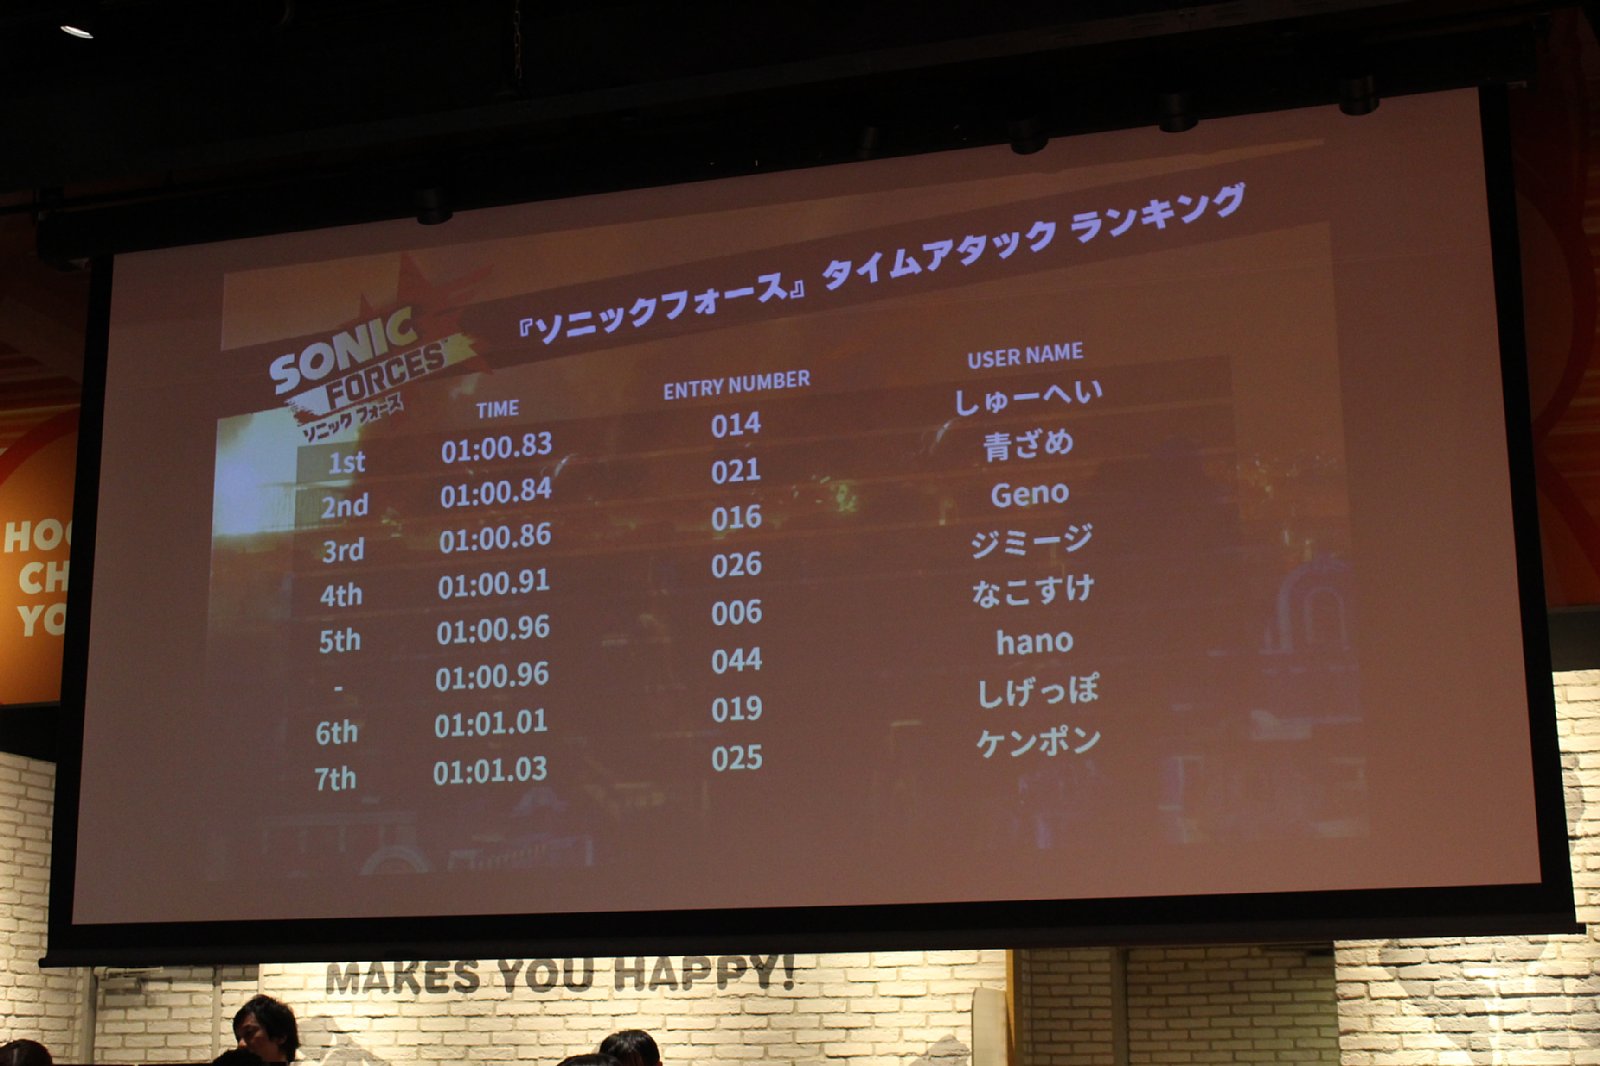 『ソニックフォース』タイムアタック ランキング
SONIC
FORCES
ソニック フォース
TIME ENTRY NUMBER USER NAME
1st 01:00.83 014 しゅーへい
2nd 01:00.84 021 青ざめ
3rd 01:00.86 016 Geno
4th 01:00.91 026 ジミージ
5th 01:00.96 006 なこすけ
- 01:00.96 044 hano
6th 01:01.01 019 しげっぽ
7th 01:01.03 025 ケンポン
MAKES YOU HAPPY!